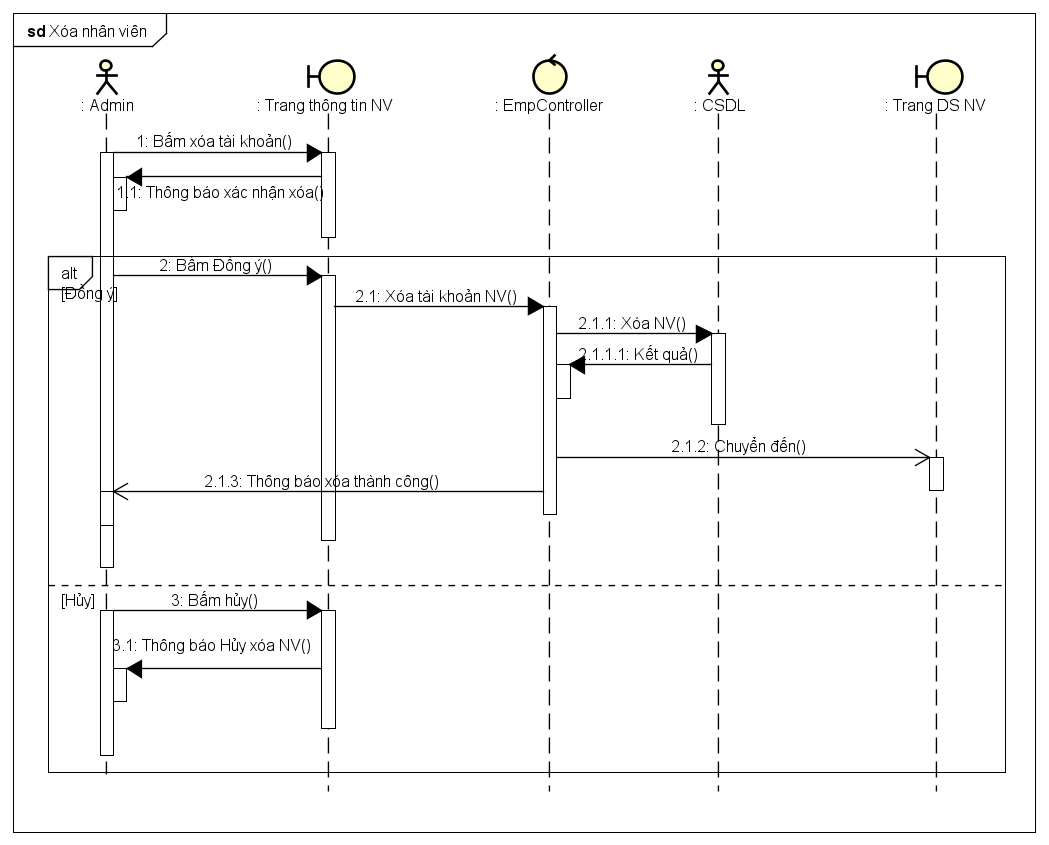 sd Xóa nhân viên
: Admin
: Trang thông tin NV
: EmpController
: CSDL
: Trang DS NV
1: Bấm xóa tài khoản()
1.1: Thông báo xác nhận xóa()
alt
2: Bấm Đồng ý()
[Đồng ý]
2.1: Xóa tài khoản NV()
2.1.1: Xóa NV()
2.1.1.1: Kết quả()
2.1.2: Chuyển đến()
2.1.3: Thông báo xóa thành công()
[Hủy]
3: Bấm hủy()
3.1: Thông báo Hủy xóa NV()